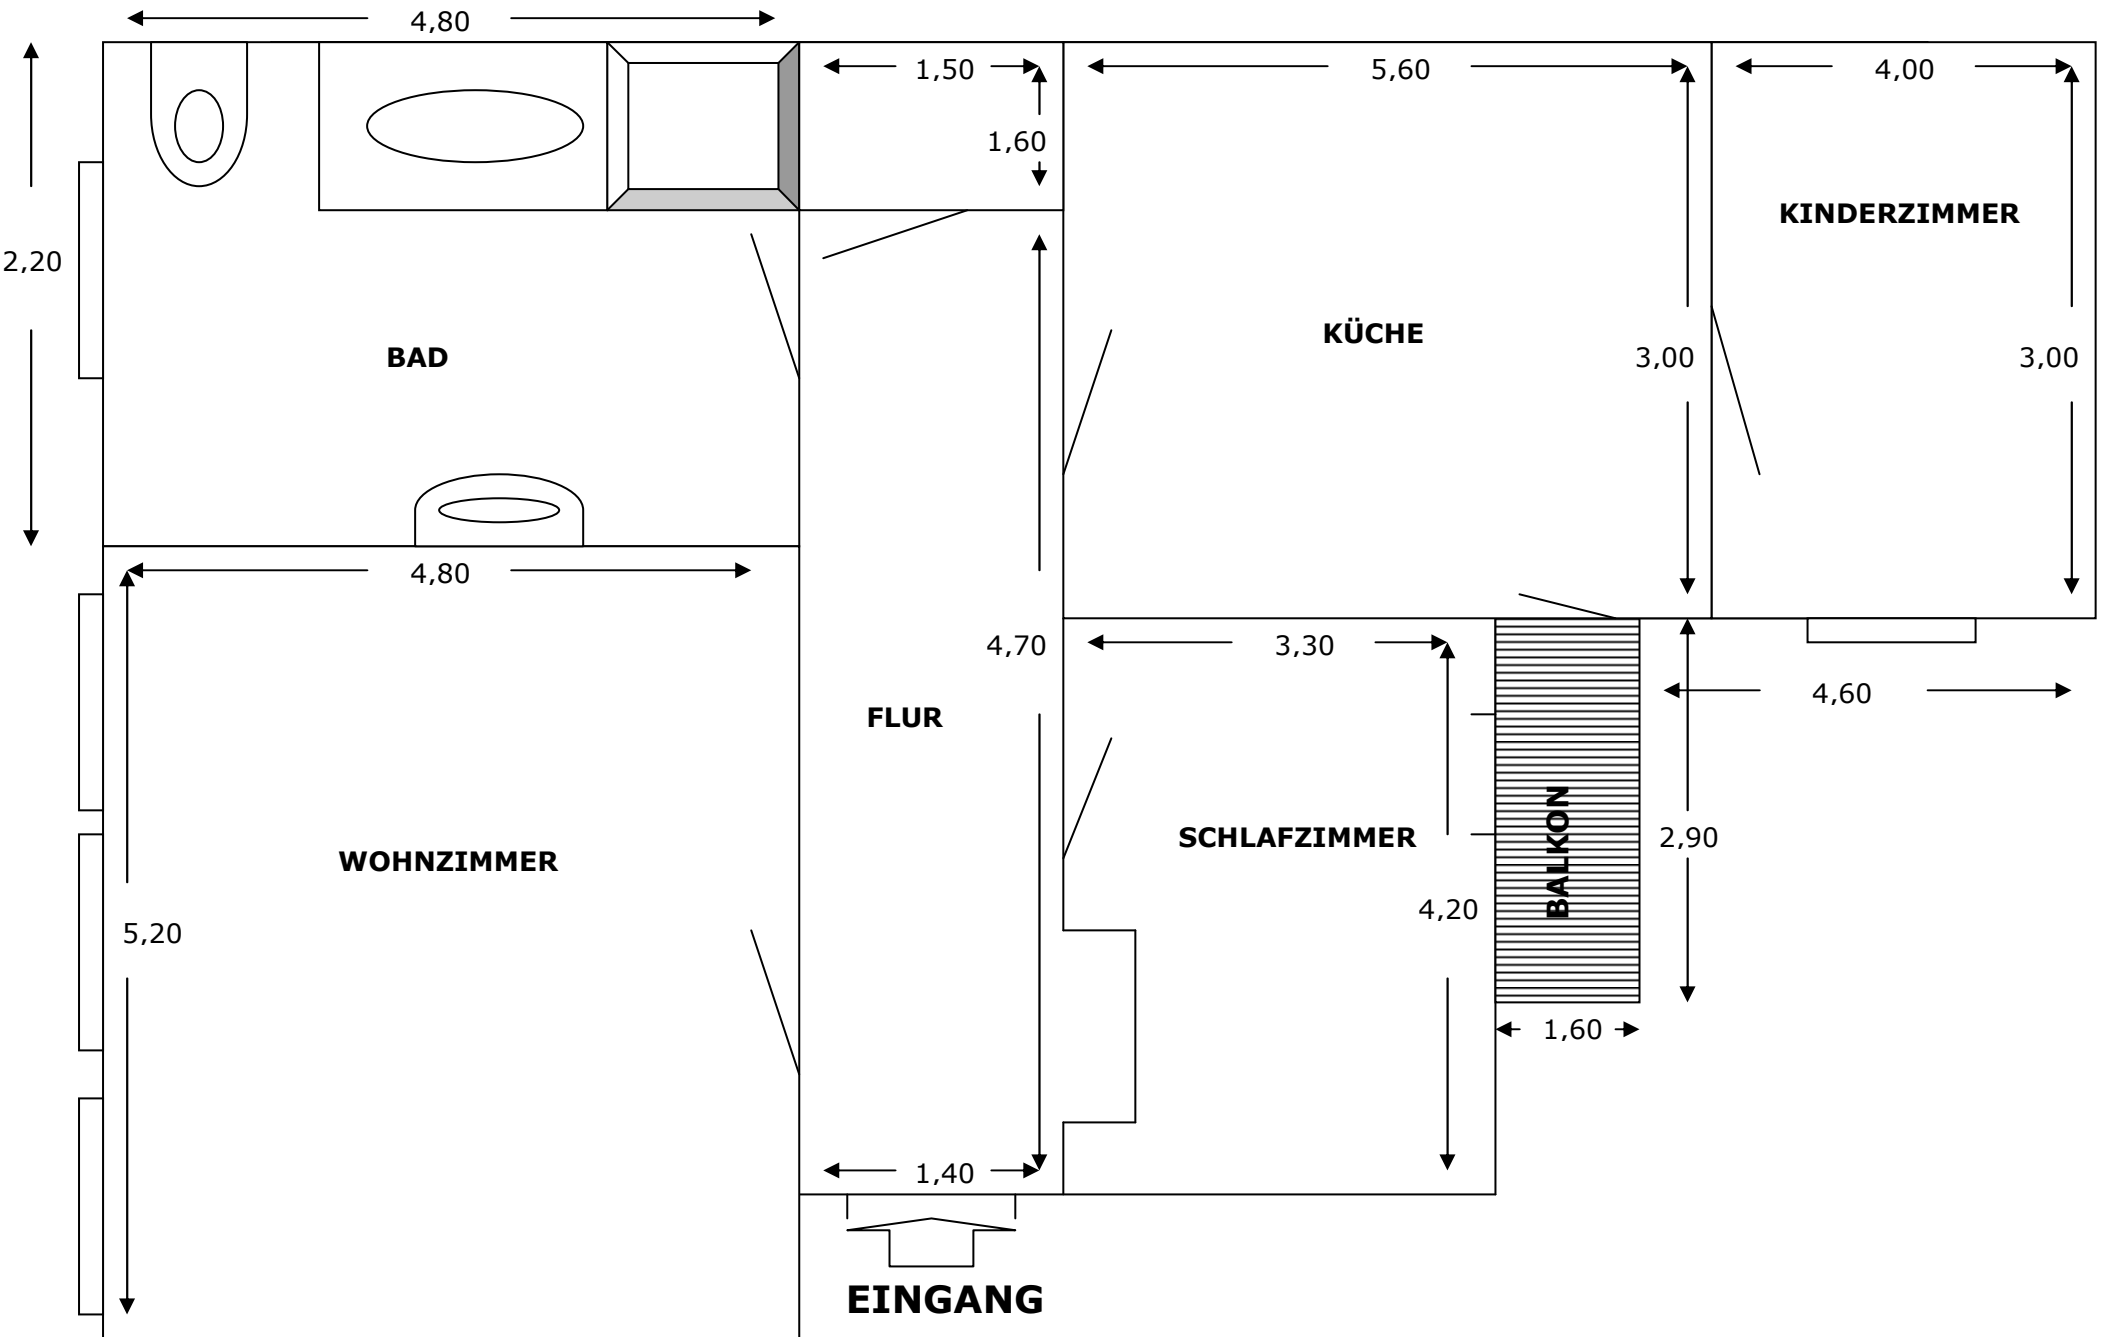 4,80
1,50
5,60
4,00
1,60
KINDERZIMMER
2,20
BAD
KÜCHE
3,00
3,00
4,80
4,70
3,30
4,60
FLUR
WOHNZIMMER
SCHLAFZIMMER
BALKON
2,90
5,20
4,20
1,60
1,40
EINGANG